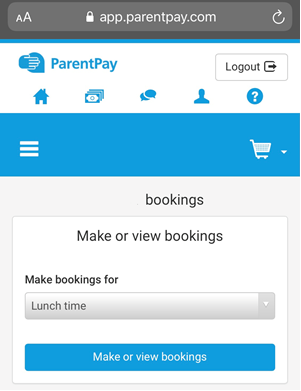 AA app.parentpay.com
ParentPay
Logout
bookings
Make or view bookings
Make bookings for
Lunch time
Make or view bookings